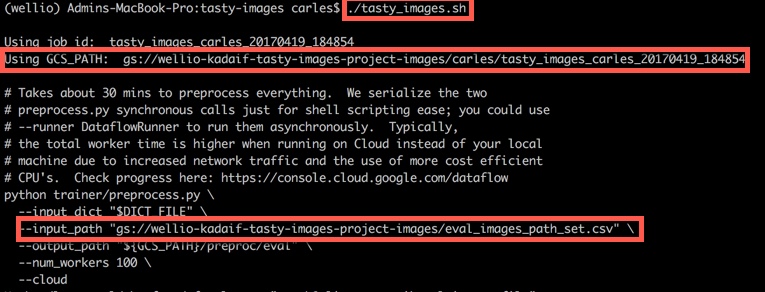 (wellio) Admins-MacBook-Pro:tasty-images carles$ ./tasty_images.sh
Using job id:  tasty_images_carles_20170419_184854
Using GCS_PATH:  gs://wellio-kadaif-tasty-images-project-images/carles/tasty_images_carles_20170419_184854
# Takes about 30 mins to preprocess everything.  We serialize the two
# preprocess.py synchronous calls just for shell scripting ease; you could use
# --runner DataflowRunner to run them asynchronously.  Typically,
# the total worker time is higher when running on Cloud instead of your local
# machine due to increased network traffic and the use of more cost efficient
# CPU's.  Check progress here: https://console.cloud.google.com/dataflow
python trainer/preprocess.py \
--input_dict "$DICT_FILE" \
--input_path "gs://wellio-kadaif-tasty-images-project-images/eval_images_path_set.csv" \
--output_path "${GCS_PATH}/preproc/eval" \
--num_workers 100 \
--cloud